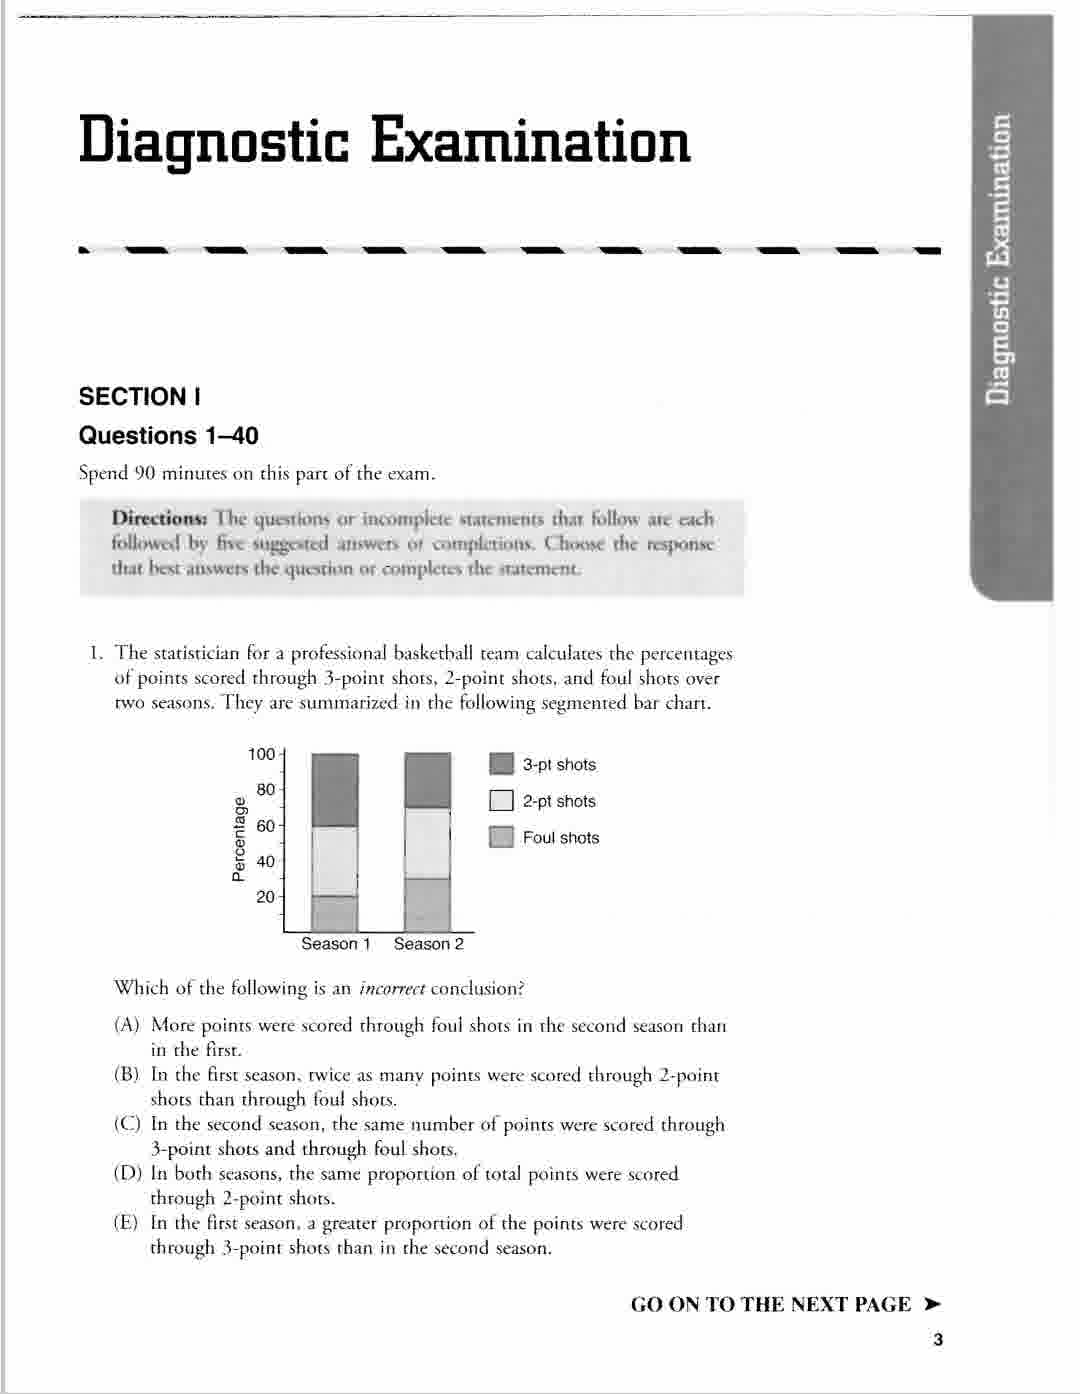 Diagnostic Examination
Diagnostic Examination
SECTION I
Questions 1–40
Spend 90 minutes on this part of the exam.
Directions: The questions or incomplete statements that follow are each
followed by five suggested answers or completions. Choose the response
that best answers the question or completes the statement.
1. The statistician for a professional basketball team calculates the percentages
of points scored through 3-point shots, 2-point shots, and foul shots over
two seasons. They are summarized in the following segmented bar chart.
100
80
60
40
20
Percentage
Season 1 Season 2
3-pt shots
2-pt shots
Foul shots
Which of the following is an incorrect conclusion?
(A) More points were scored through foul shots in the second season than
in the first.
(B) In the first season, twice as many points were scored through 2-point
shots than through foul shots.
(C) In the second season, the same number of points were scored through
3-point shots and through foul shots.
(D) In both seasons, the same proportion of total points were scored
through 2-point shots.
(E) In the first season, a greater proportion of the points were scored
through 3-point shots than in the second season.
GO ON TO THE NEXT PAGE ➤
3